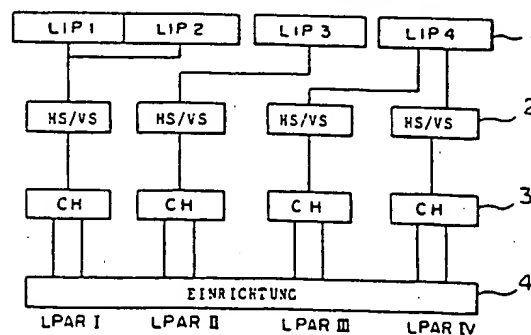 LIP 1 LIP 2 LIP 3 LIP 4
HS/VS HS/VS HS/VS HS/VS 2
CH CH CH CH 3
EINRICHTUNG 4
LPAR I LPAR II LPAR III LPAR IV